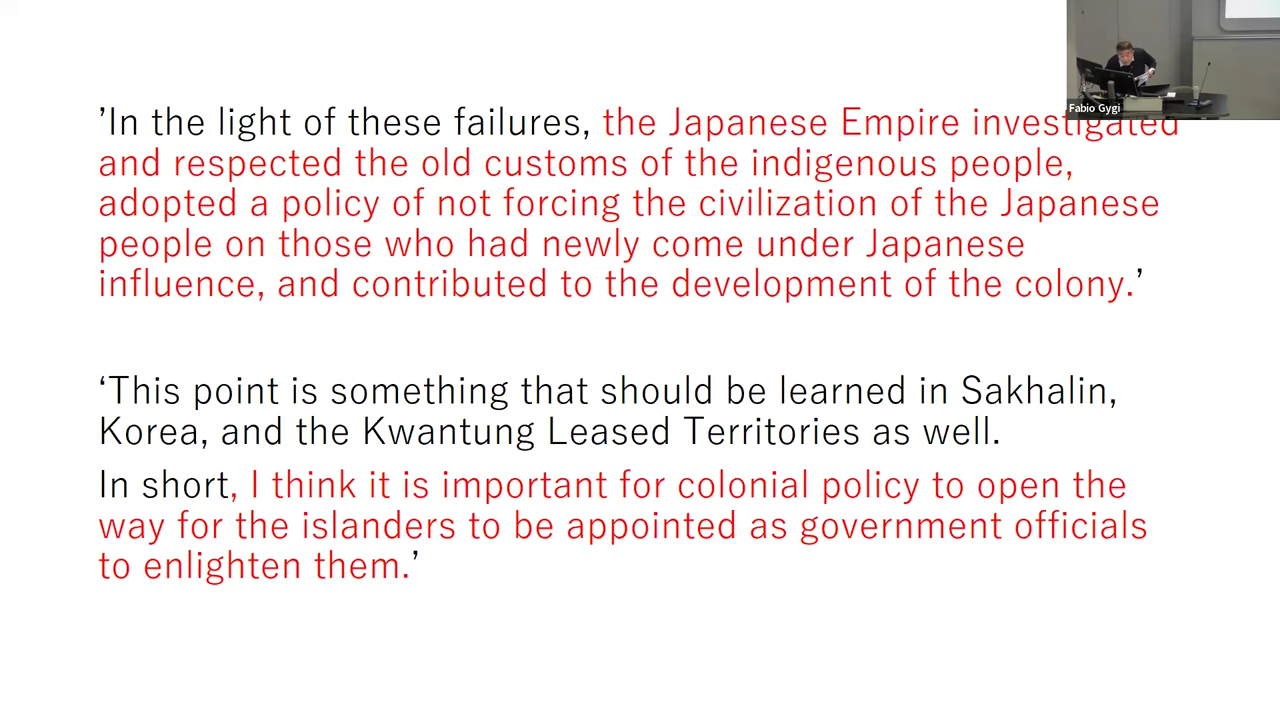 ’In the light of these failures, the Japanese Empire investigated
and respected the old customs of the indigenous people,
adopted a policy of not forcing the civilization of the Japanese
people on those who had newly come under Japanese
influence, and contributed to the development of the colony.’
‘This point is something that should be learned in Sakhalin,
Korea, and the Kwantung Leased Territories as well.
In short, I think it is important for colonial policy to open the
way for the islanders to be appointed as government officials
to enlighten them.’
Fabio Gygi